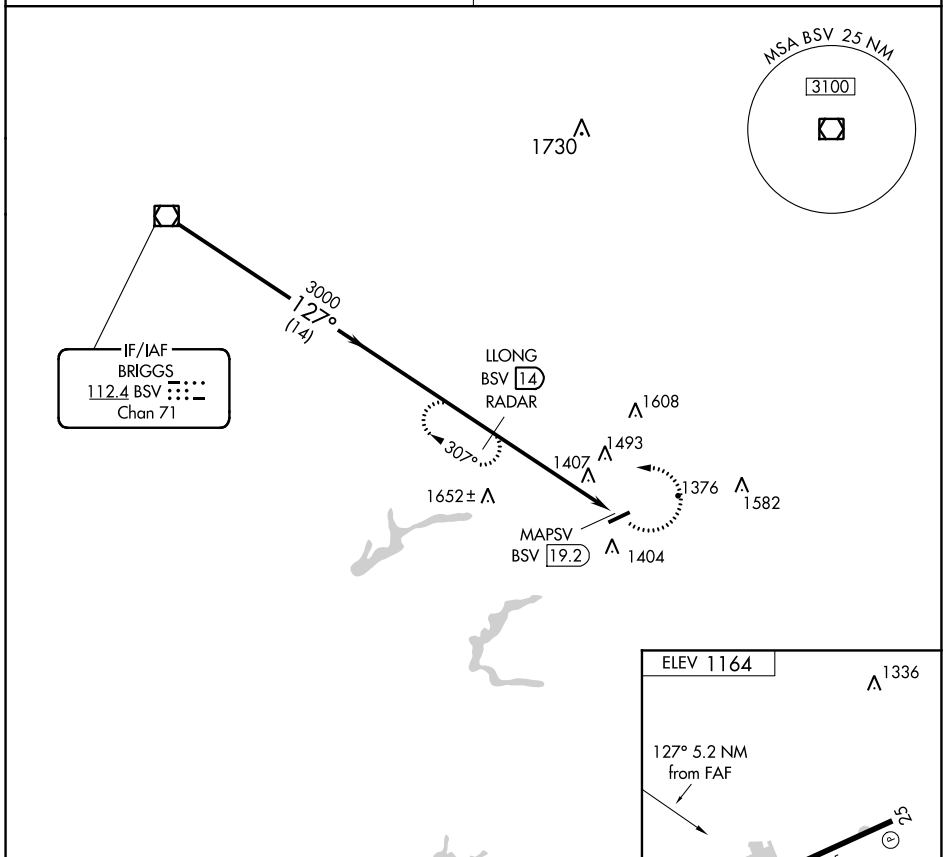 MSA BSV 25 NM
3100
1730
3000
127°
(14)
IF/IAF
BRIGGS
112.4 BSV
Chan 71
LLONG
BSV 14
RADAR
307°
1608
1493
1407
1376
1582
1652±
MAPSV
BSV 19.2
1404
ELEV 1164
1336
127° 5.2 NM
from FAF
25
P